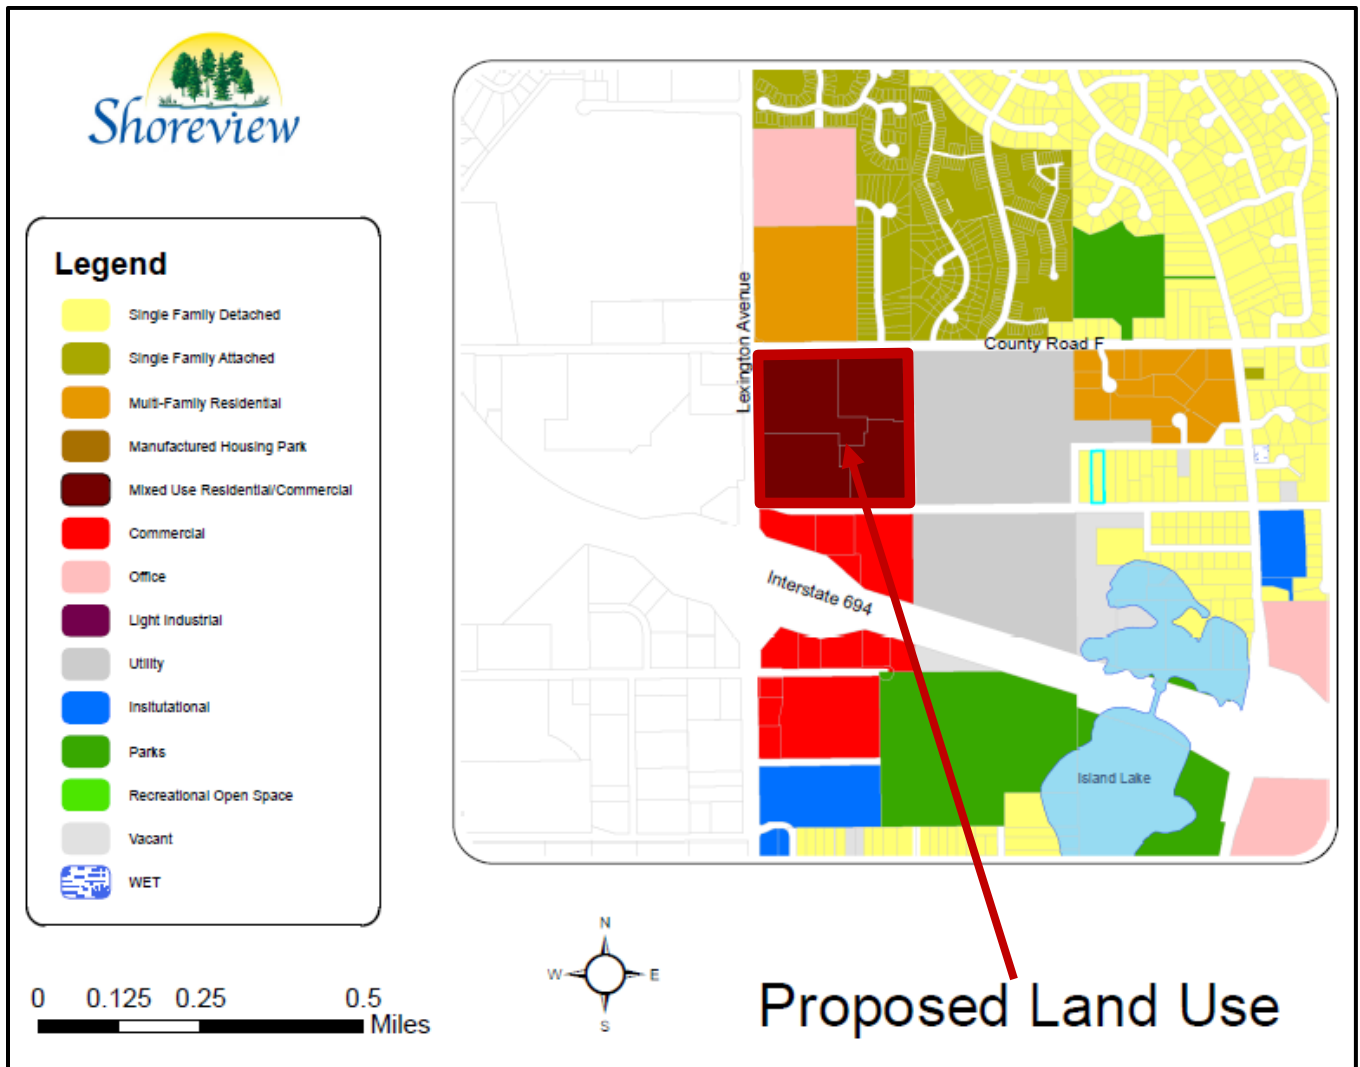 Shoreview
Legend
Single Family Detached
Single Family Attached
Multi-Family Residential
Manufactured Housing Park
Mixed Use Residential/Commercial
Commercial
Office
Light Industrial
Utility
Insitutational
Parks
Recreational Open Space
Vacant
WET
Lexington Avenue
County Road F
Interstate 694
Island Lake
0 0.125 0.25 0.5
Miles
N
W E
S
Proposed Land Use